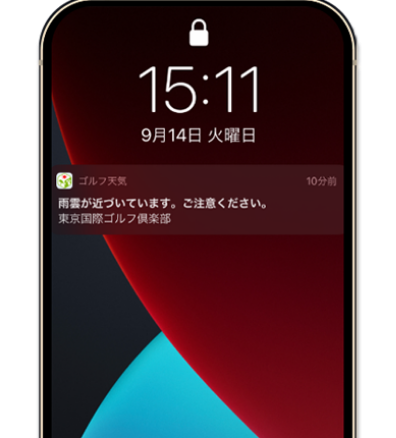 15:11
9月14日 火曜日
ゴルフ天気 10分前
雨雲が近づいています。ご注意ください。
東京国際ゴルフ倶楽部